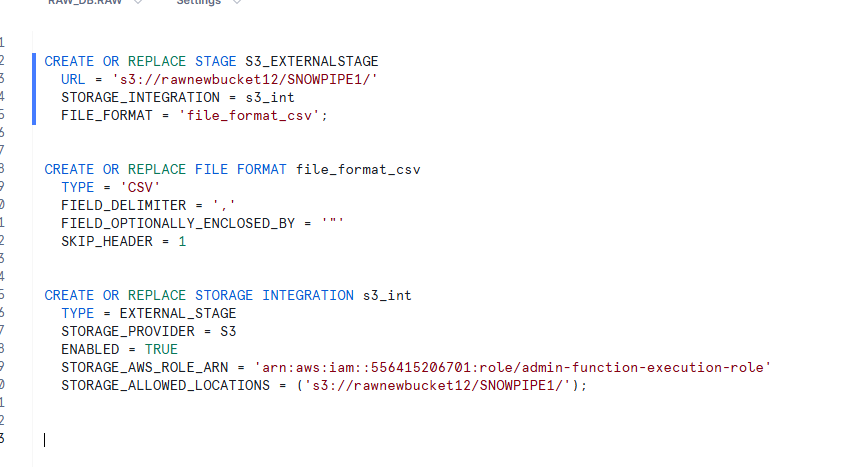 RAW_DB.RAW Settings
1
2 CREATE OR REPLACE STAGE S3_EXTERNALSTAGE
3 URL = 's3://rawnewbucket12/SNOWPIPE1/'
4 STORAGE_INTEGRATION = s3_int
5 FILE_FORMAT = 'file_format_csv';
6
7
8 CREATE OR REPLACE FILE FORMAT file_format_csv
9 TYPE = 'CSV'
0 FIELD_DELIMITER = ','
1 FIELD_OPTIONALLY_ENCLOSED_BY = '"'
2 SKIP_HEADER = 1
3
4
5 CREATE OR REPLACE STORAGE INTEGRATION s3_int
6 TYPE = EXTERNAL_STAGE
7 STORAGE_PROVIDER = S3
8 ENABLED = TRUE
9 STORAGE_AWS_ROLE_ARN = 'arn:aws:iam::556415206701:role/admin-function-execution-role'
0 STORAGE_ALLOWED_LOCATIONS = ('s3://rawnewbucket12/SNOWPIPE1/');
1
2
3